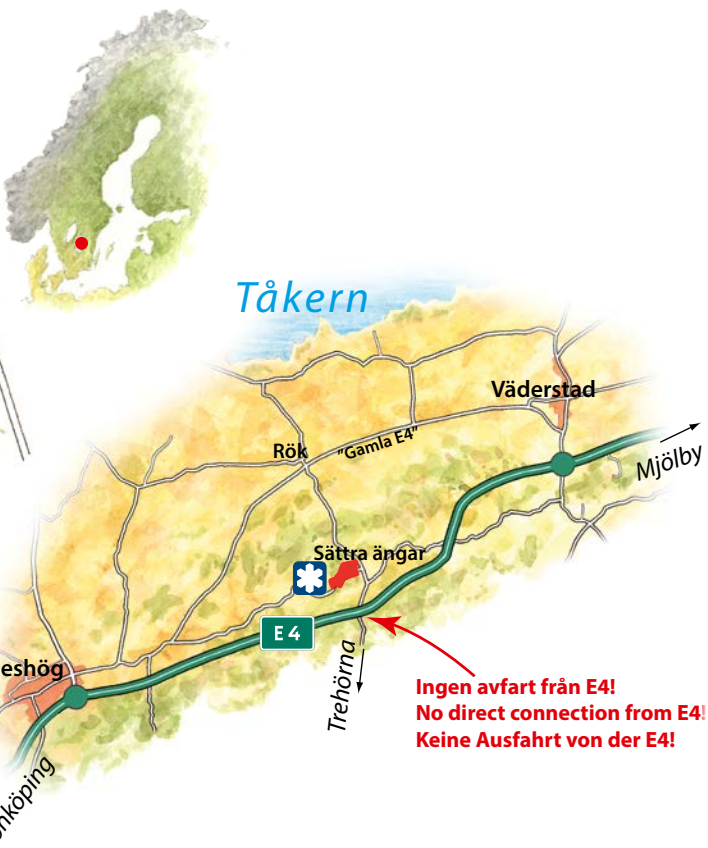 Tåkern
Väderstad
Rök
"Gamla E4"
Mjölby
Sättra ängar
E 4
eshög
Trehörna
Ingen avfart från E4!
No direct connection from E4!
Keine Ausfahrt von der E4!
nköping